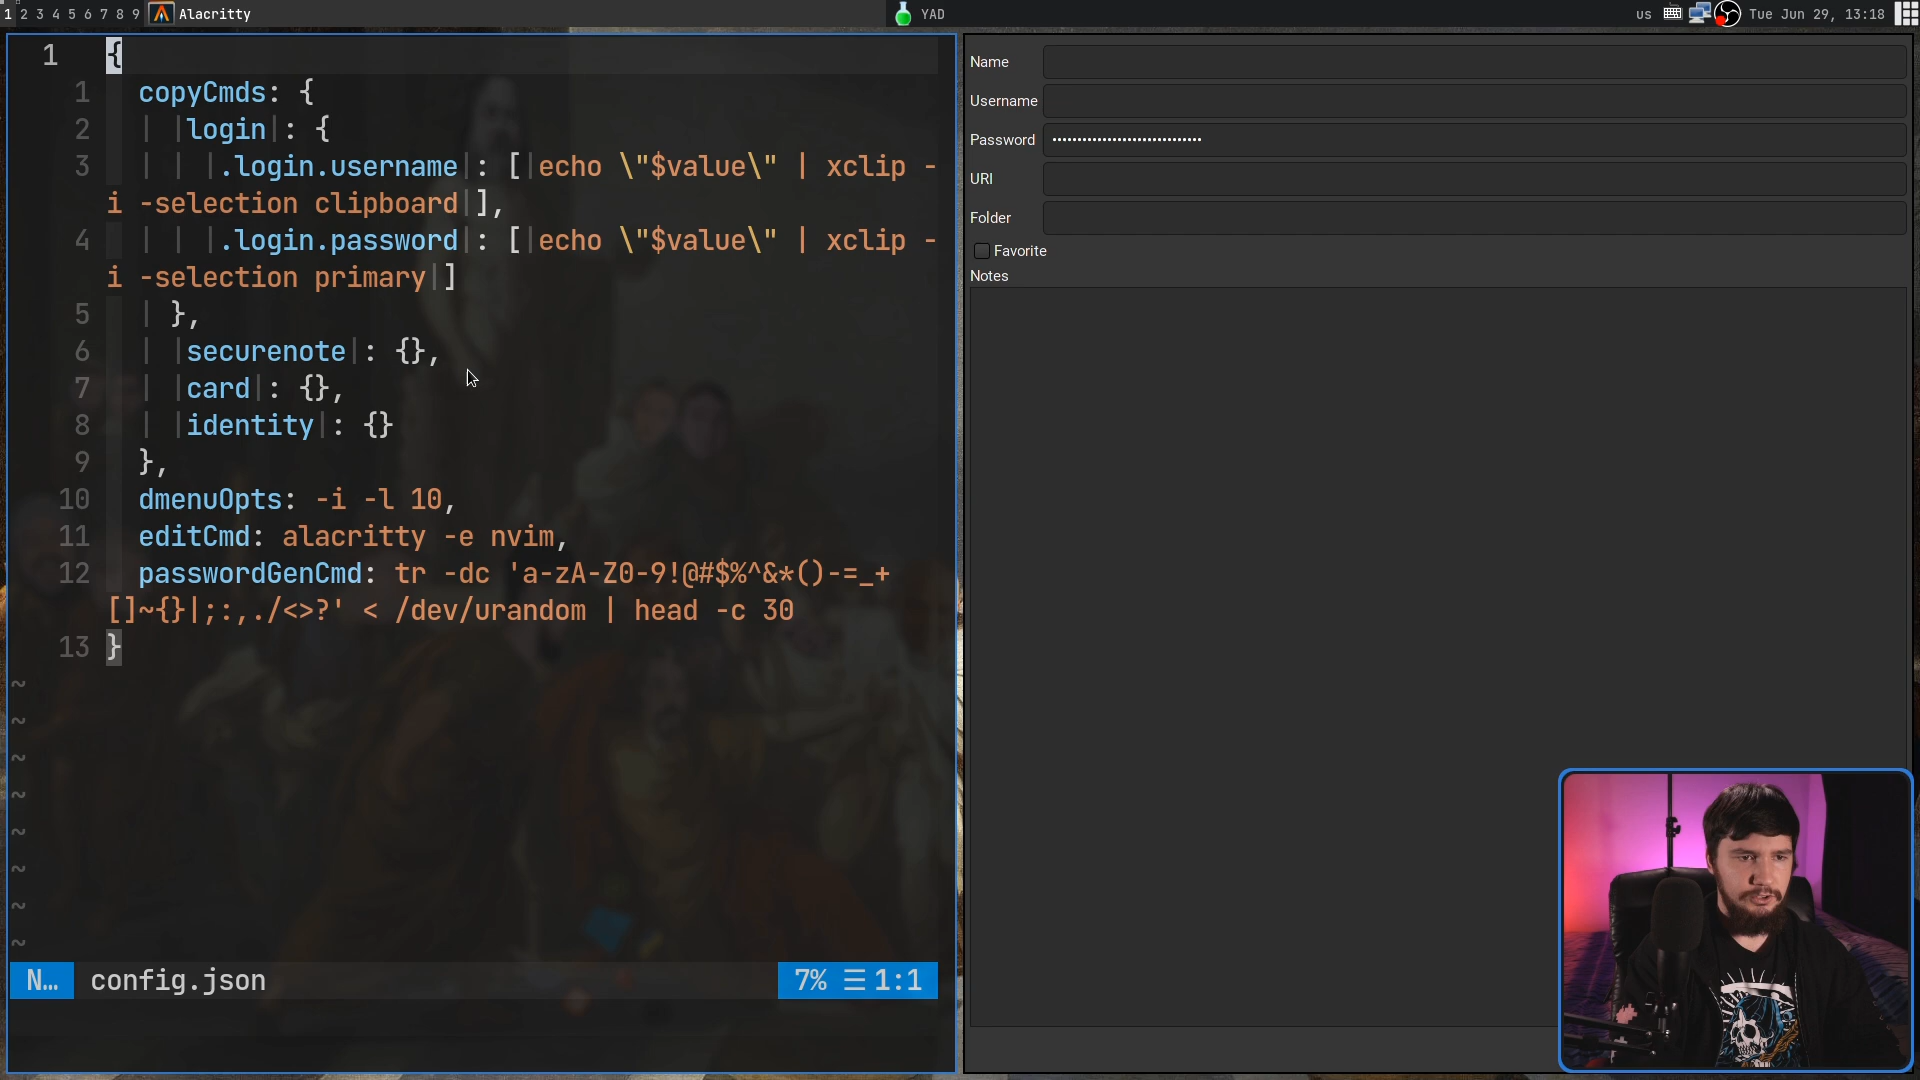 1 2 3 4 5 6 7 8 9 Alacritty YAD us Tue Jun 29, 13:18
1 {
1 copyCmds: {
2 login: {
3 .login.username: [echo \"$value\" | xclip -
i -selection clipboard],
4 .login.password: [echo \"$value\" | xclip -
i -selection primary]
5 },
6 securenote: {},
7 card: {},
8 identity: {}
9 },
10 dmenuOpts: -i -l 10,
11 editCmd: alacritty -e nvim,
12 passwordGenCmd: tr -dc 'a-zA-Z0-9!@#$%^&*()-=_+
[]~{}|;:,./<>?' < /dev/urandom | head -c 30
13 }
~
~
~
~
~
~
~
~
N… config.json 7% ☰ 1:1
Name
Username
Password ••••••••••••••••••••••••••••••
URI
Folder
Favorite
Notes